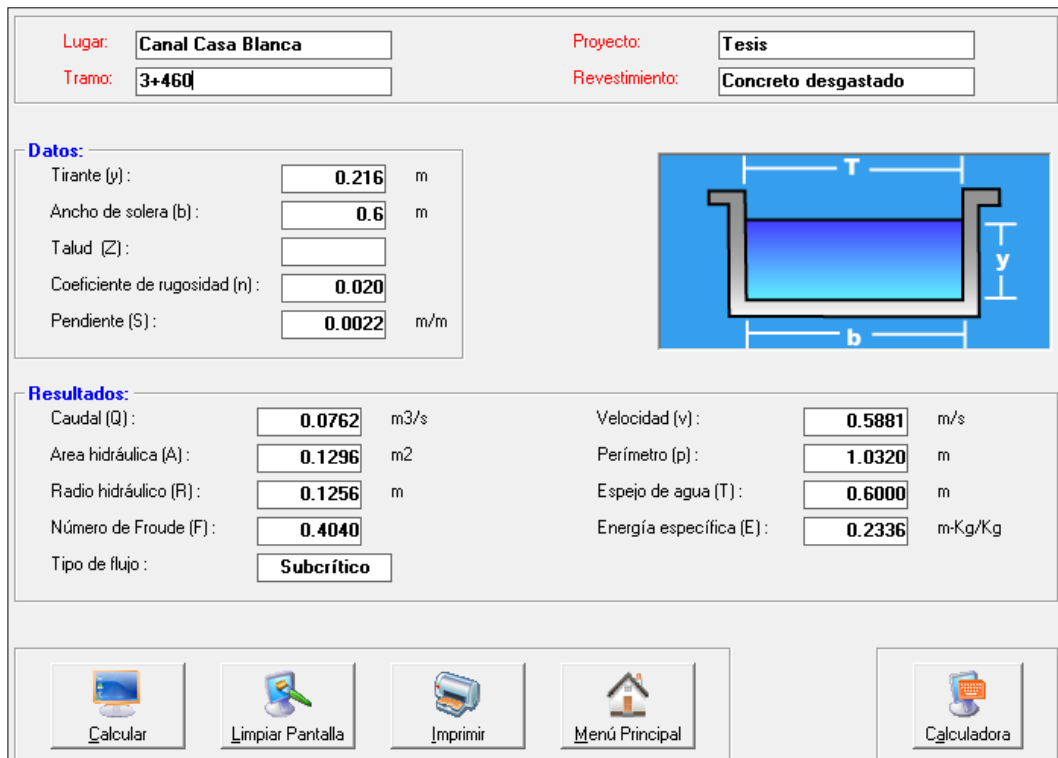 Lugar: Canal Casa Blanca Proyecto: Tesis
Tramo: 3+460 Revestimiento: Concreto desgastado
Datos:
Tirante (y) : 0.216 m
Ancho de solera (b) : 0.6 m
Talud (Z) :
Coeficiente de rugosidad (n) : 0.020
Pendiente (S) : 0.0022 m/m
T
y
b
Resultados:
Caudal (Q) : 0.0762 m3/s Velocidad (v) : 0.5881 m/s
Area hidráulica (A) : 0.1296 m2 Perímetro (p) : 1.0320 m
Radio hidráulico (R) : 0.1256 m Espejo de agua (T) : 0.6000 m
Número de Froude (F) : 0.4040 Energía específica (E) : 0.2336 m-Kg/Kg
Tipo de flujo : Subcrítico
Calcular Limpiar Pantalla Imprimir Menú Principal Calculadora